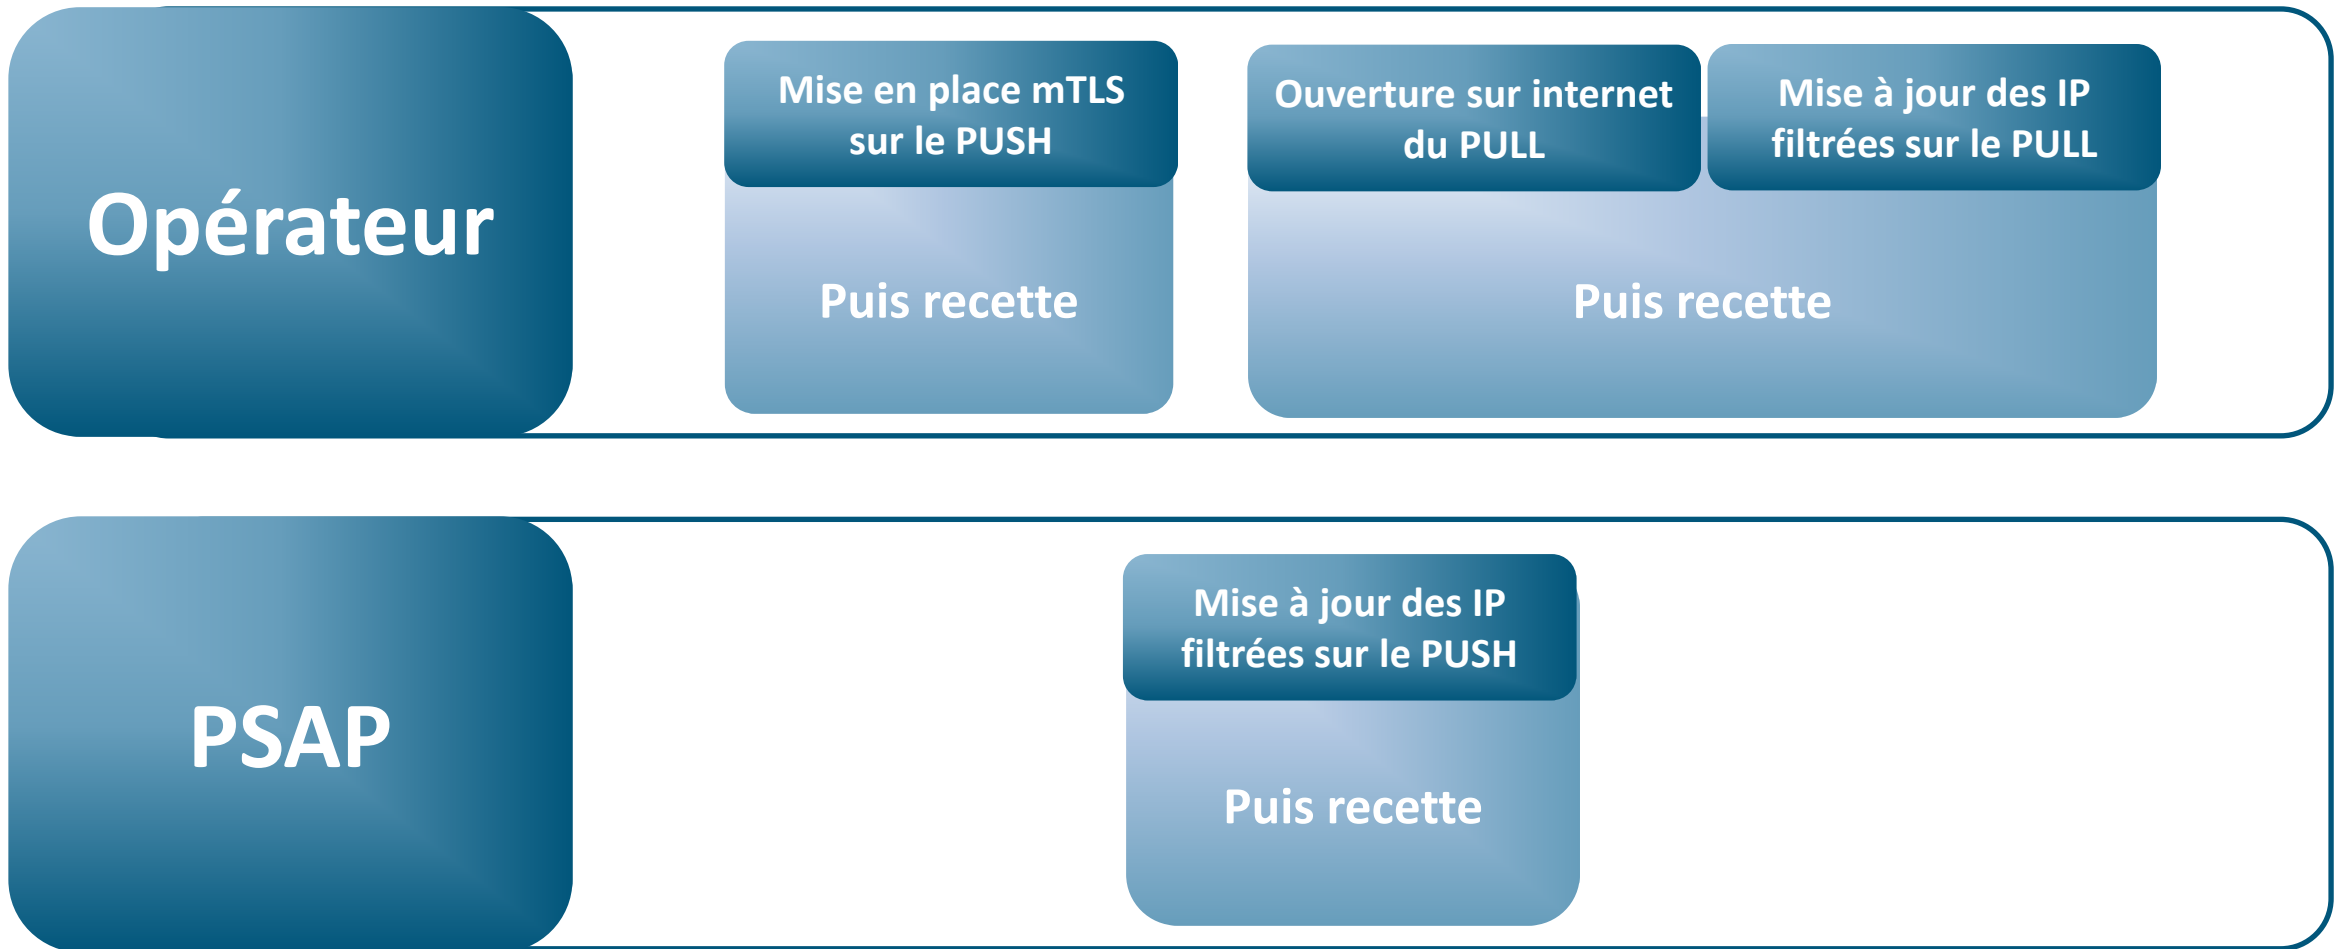 Opérateur
Mise en place mTLS
sur le PUSH
Puis recette
Ouverture sur internet
du PULL
Mise à jour des IP
filtrées sur le PULL
Puis recette
PSAP
Mise à jour des IP
filtrées sur le PUSH
Puis recette